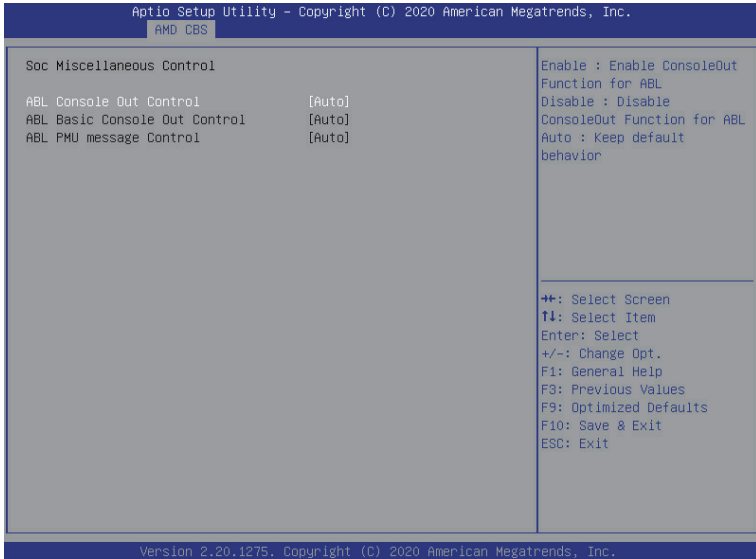 Aptio Setup Utility – Copyright (C) 2020 American Megatrends, Inc.
AMD CBS
Soc Miscellaneous Control
ABL Console Out Control [Auto]
ABL Basic Console Out Control [Auto]
ABL PMU message Control [Auto]
Enable : Enable ConsoleOut
Function for ABL
Disable : Disable
ConsoleOut Function for ABL
Auto : Keep default
behavior
→←: Select Screen
↑↓: Select Item
Enter: Select
+/-: Change Opt.
F1: General Help
F3: Previous Values
F9: Optimized Defaults
F10: Save & Exit
ESC: Exit
Version 2.20.1275. Copyright (C) 2020 American Megatrends, Inc.